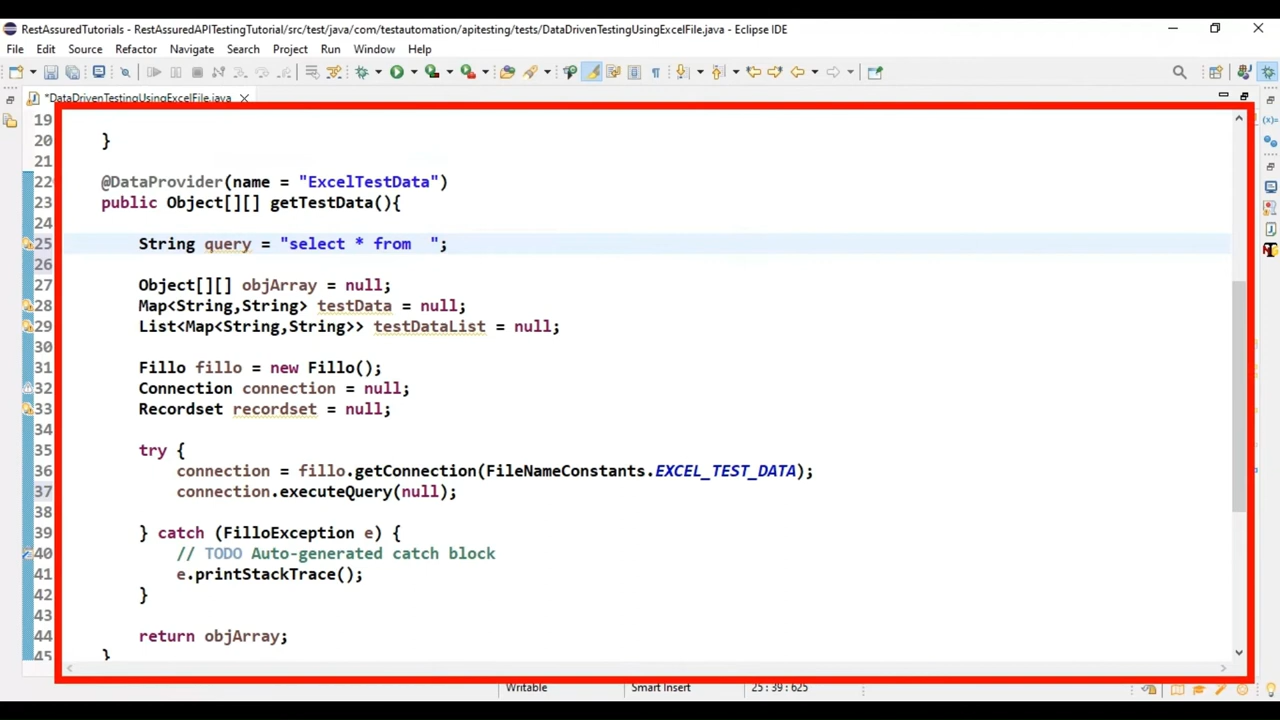 RestAssuredTutorials - RestAssuredAPITestingTutorial/src/test/java/com/testautomation/apitesting/tests/DataDrivenTestingUsingExcelFile.java - Eclipse IDE
File Edit Source Refactor Navigate Search Project Run Window Help
*DataDrivenTestingUsingExcelFile.java
19
20 }
21
22 @DataProvider(name = "ExcelTestData")
23 public Object[][] getTestData(){
24
25 String query = "select * from  ";
26
27 Object[][] objArray = null;
28 Map<String,String> testData = null;
29 List<Map<String,String>> testDataList = null;
30
31 Fillo fillo = new Fillo();
32 Connection connection = null;
33 Recordset recordset = null;
34
35 try {
36 connection = fillo.getConnection(FileNameConstants.EXCEL_TEST_DATA);
37 connection.executeQuery(null);
38
39 } catch (FilloException e) {
40 // TODO Auto-generated catch block
41 e.printStackTrace();
42 }
43
44 return objArray;
45 }
Writable Smart Insert 25:39:625